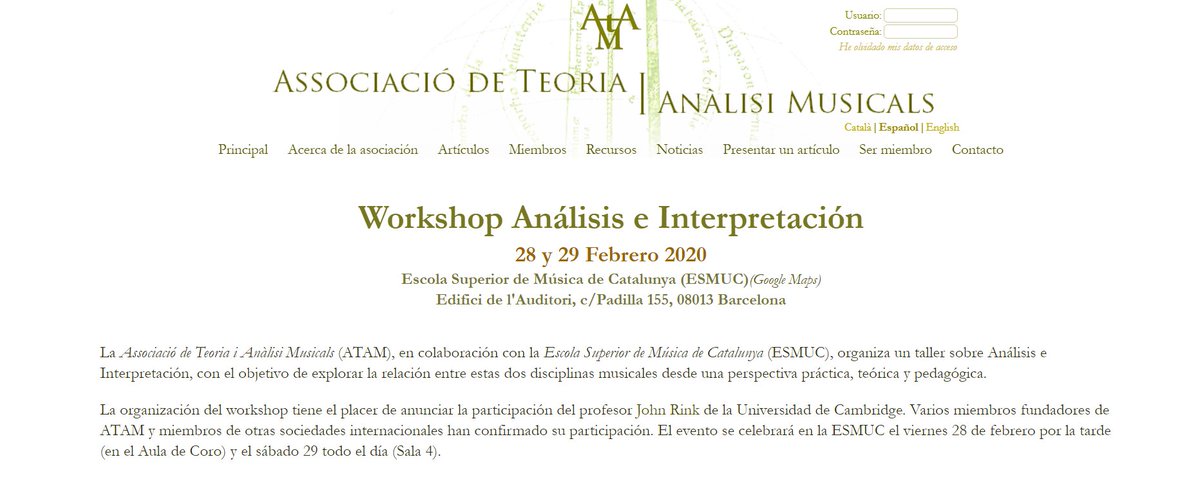 Usuario:
Contraseña:
He olvidado mis datos de acceso
AtAM
ASSOCIACIÓ DE TEORIA I ANÀLISI MUSICALS
Català | Español | English
Principal Acerca de la asociación Artículos Miembros Recursos Noticias Presentar un artículo Ser miembro Contacto
Workshop Análisis e Interpretación
28 y 29 Febrero 2020
Escola Superior de Música de Catalunya (ESMUC)(Google Maps)
Edifici de l'Auditori, c/Padilla 155, 08013 Barcelona
La Associació de Teoria i Anàlisi Musicals (ATAM), en colaboración con la Escola Superior de Música de Catalunya (ESMUC), organiza un taller sobre Análisis e
Interpretación, con el objetivo de explorar la relación entre estas dos disciplinas musicales desde una perspectiva práctica, teórica y pedagógica.
La organización del workshop tiene el placer de anunciar la participación del profesor John Rink de la Universidad de Cambridge. Varios miembros fundadores de
ATAM y miembros de otras sociedades internacionales han confirmado su participación. El evento se celebrará en la ESMUC el viernes 28 de febrero por la tarde
(en el Aula de Coro) y el sábado 29 todo el día (Sala 4).